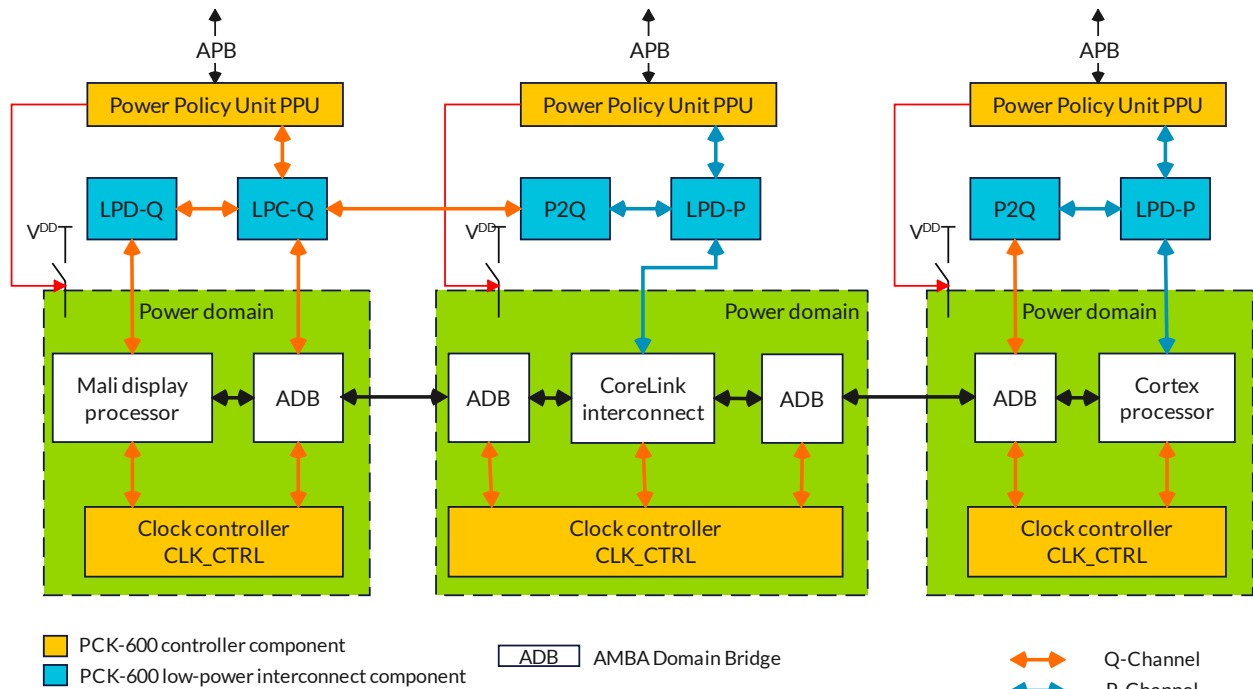 APB
APB
APB
Power Policy Unit PPU
Power Policy Unit PPU
Power Policy Unit PPU
LPD-Q
LPC-Q
P2Q
LPD-P
P2Q
LPD-P
VDD
VDD
VDD
Power domain
Power domain
Power domain
Mali display
processor
ADB
ADB
CoreLink
interconnect
ADB
ADB
Cortex
processor
Clock controller
CLK_CTRL
Clock controller
CLK_CTRL
Clock controller
CLK_CTRL
PCK-600 controller component
PCK-600 low-power interconnect component
ADB
AMBA Domain Bridge
Q-Channel
P-Channel